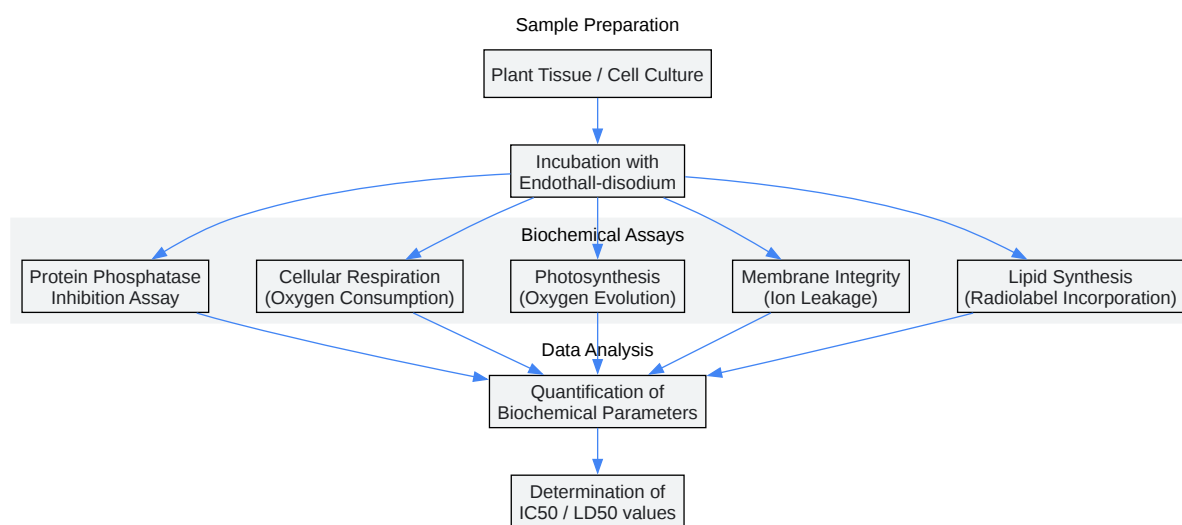 Sample Preparation
Plant Tissue / Cell Culture
Incubation with
Endothall-disodium
Biochemical Assays
Protein Phosphatase
Inhibition Assay
Cellular Respiration
(Oxygen Consumption)
Photosynthesis
(Oxygen Evolution)
Membrane Integrity
(Ion Leakage)
Lipid Synthesis
(Radiolabel Incorporation)
Data Analysis
Quantification of
Biochemical Parameters
Determination of
IC50 / LD50 values